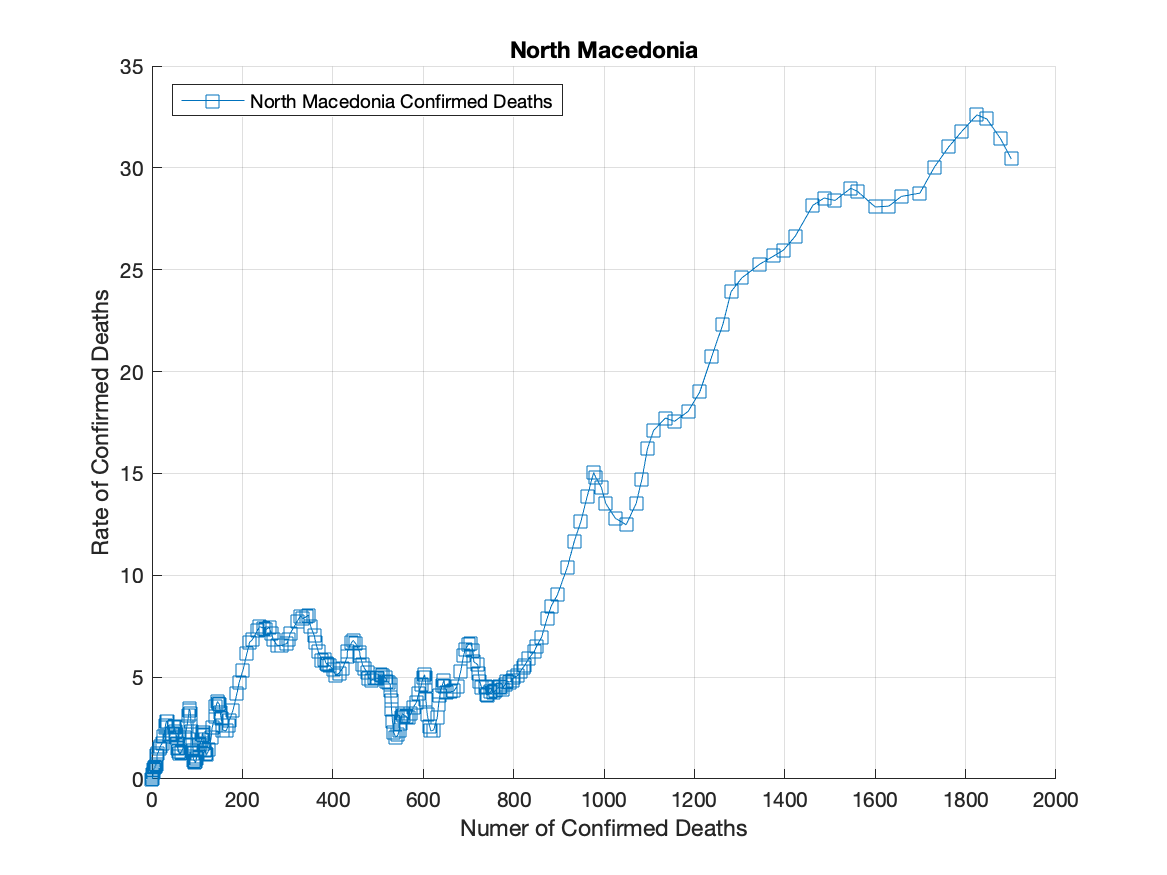 North Macedonia
35
North Macedonia Confirmed Deaths
30
25
20
15
10
5
0
Rate of Confirmed Deaths
0 200 400 600 800 1000 1200 1400 1600 1800 2000
Numer of Confirmed Deaths